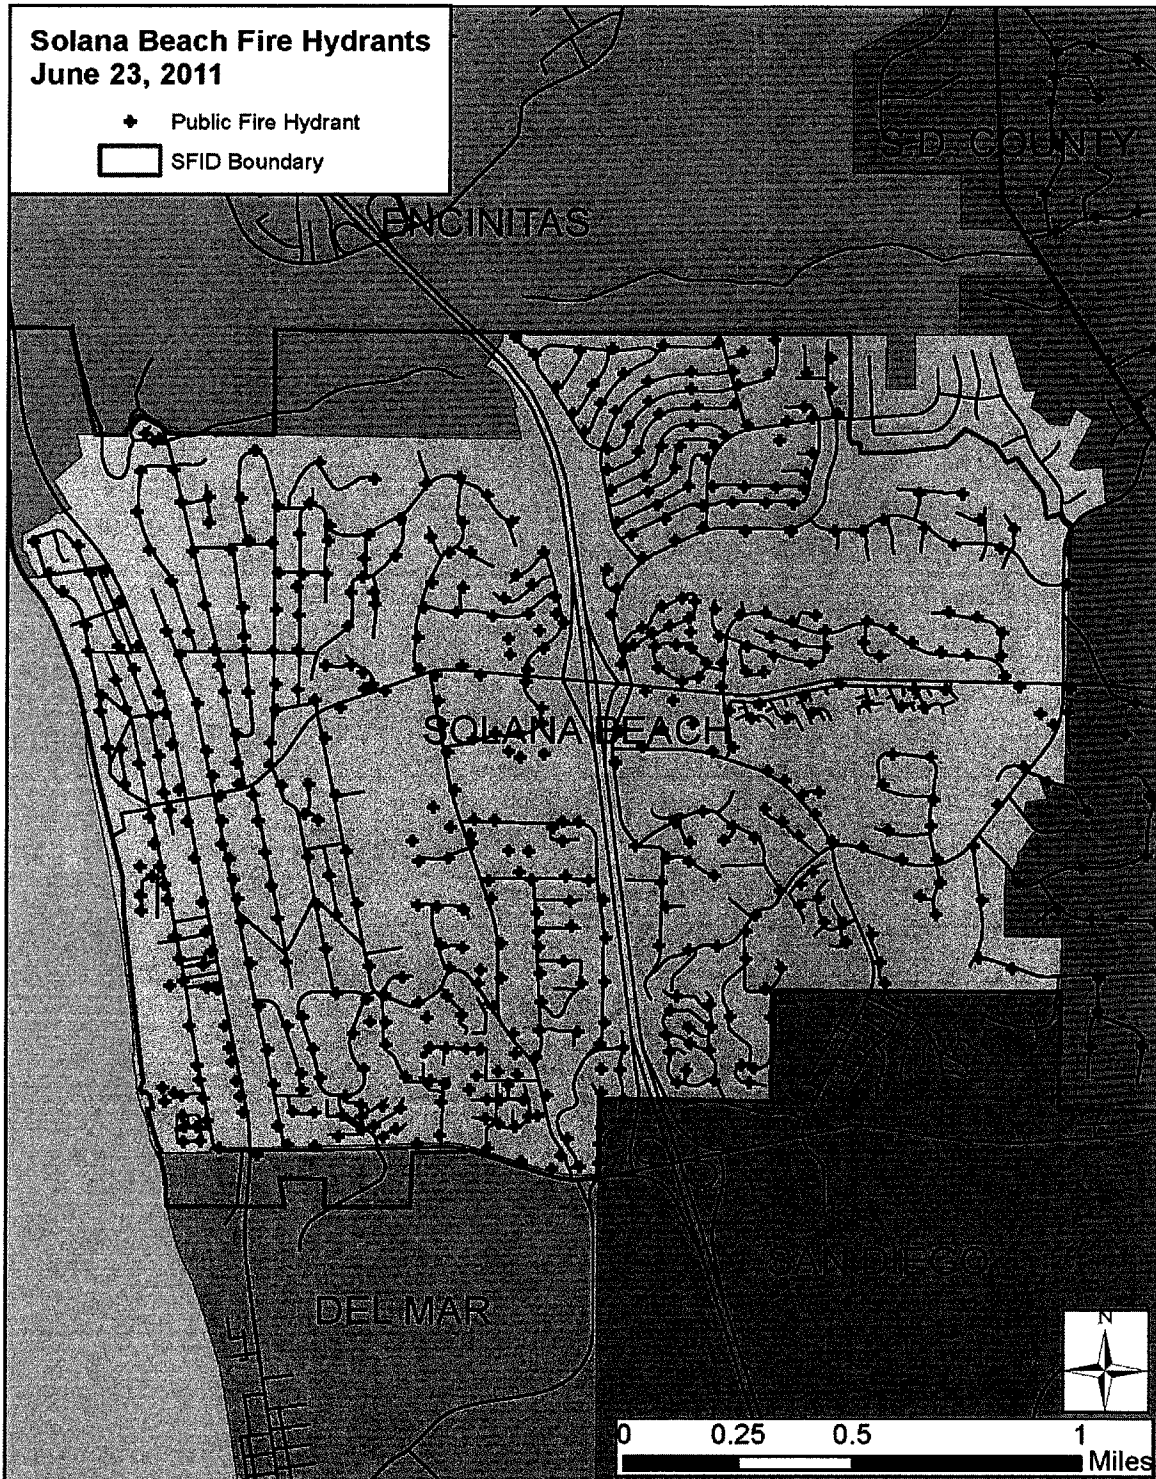 Solana Beach Fire Hydrants
June 23, 2011
Public Fire Hydrant
SFID Boundary
S.D. COUNTY
ENCINITAS
SOLANA BEACH
SAN DIEGO
DEL MAR
N
0 0.25 0.5 1
Miles